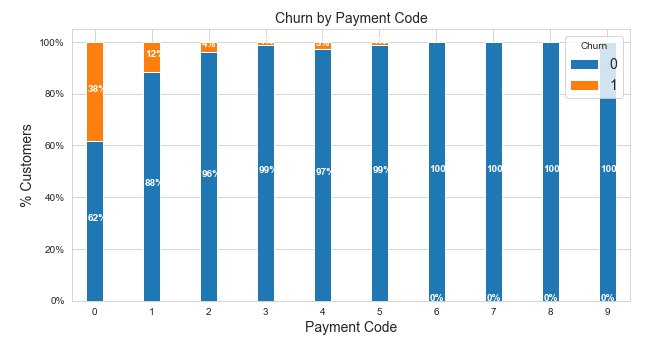 Churn by Payment Code
Churn
0
1
100%
80%
60%
40%
20%
0%
% Customers
38% 12% 4% 3%
62% 88% 96% 99% 97% 99% 100 100 100 100
0% 0% 0% 0%
0 1 2 3 4 5 6 7 8 9
Payment Code